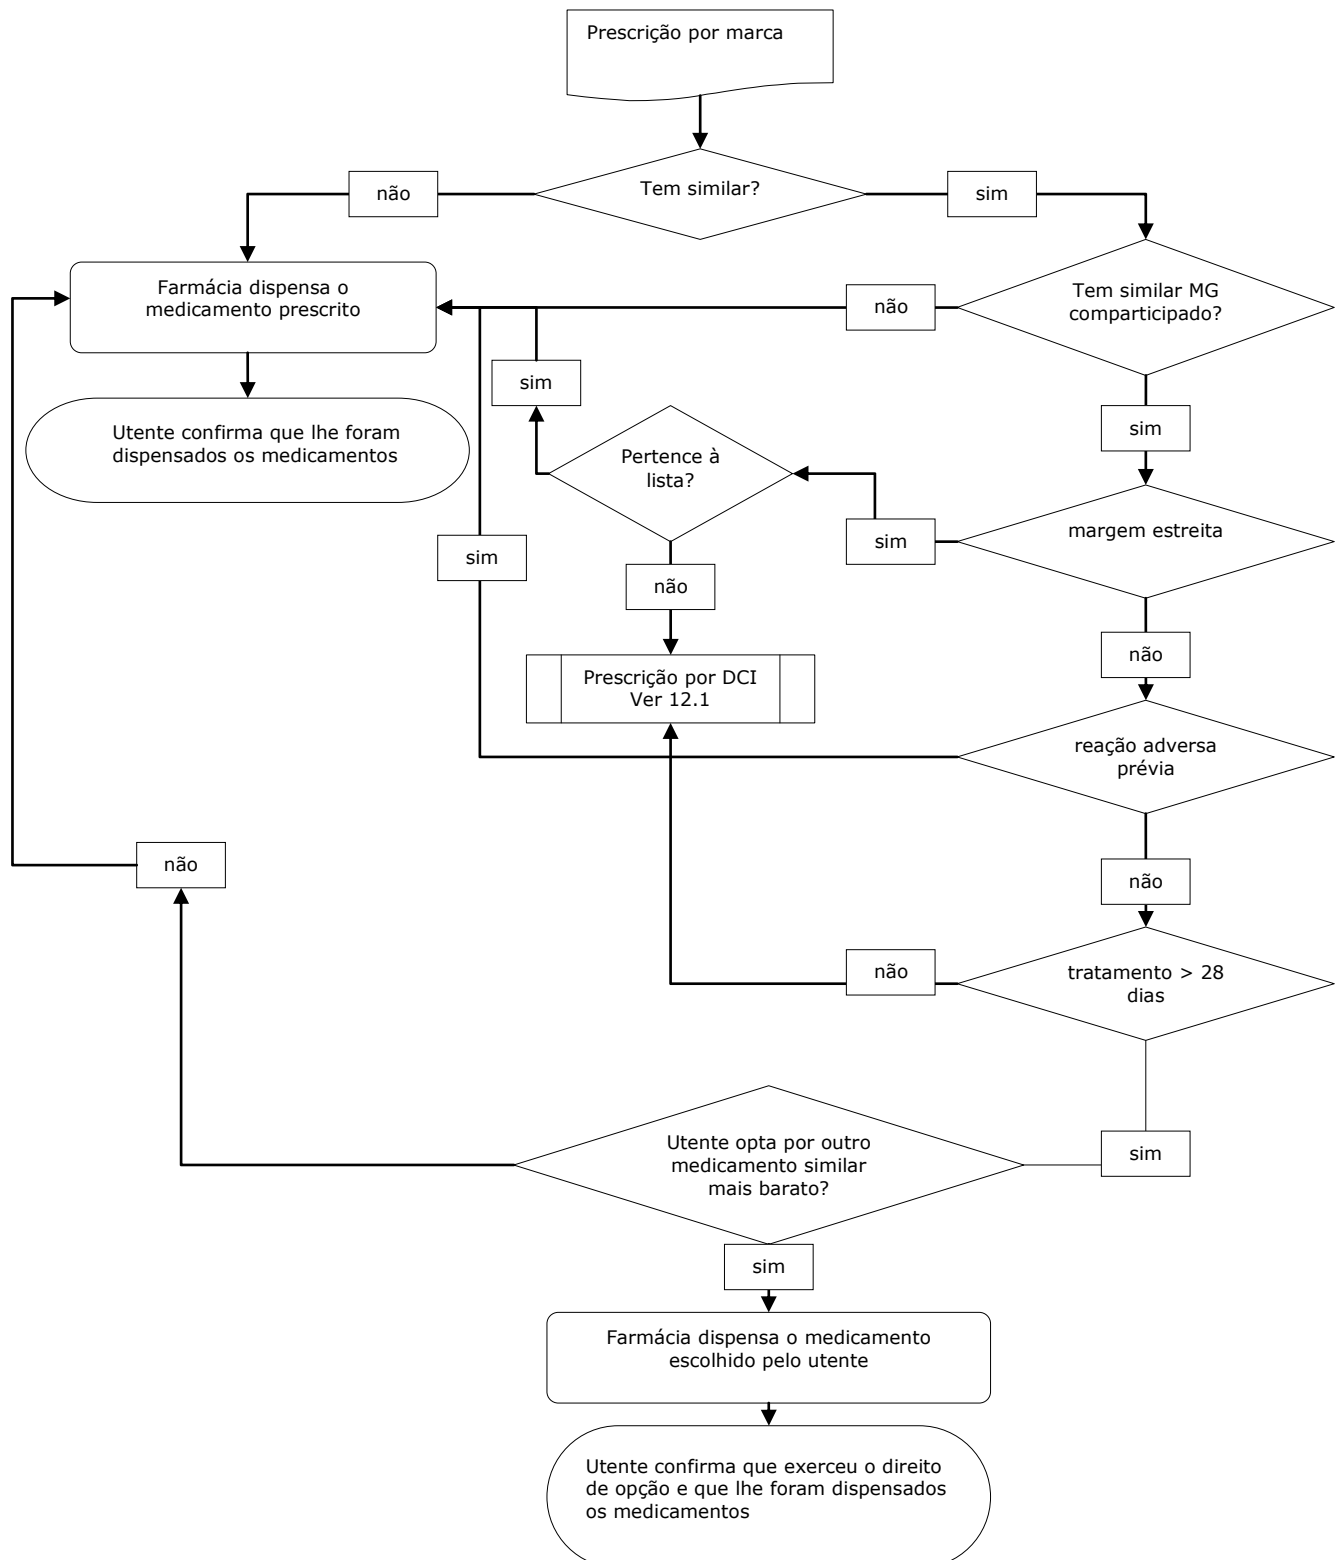 Prescrição por marca
Tem similar?
não
sim
Farmácia dispensa o
medicamento prescrito
Tem similar MG
comparticipado?
não
sim
sim
Utente confirma que lhe foram
dispensados os medicamentos
Pertence à
lista?
margem estreita
sim
sim
não
não
Prescrição por DCI
Ver 12.1
reação adversa
prévia
não
não
tratamento > 28
dias
não
sim
Utente opta por outro
medicamento similar
mais barato?
sim
Farmácia dispensa o medicamento
escolhido pelo utente
Utente confirma que exerceu o direito
de opção e que lhe foram dispensados
os medicamentos